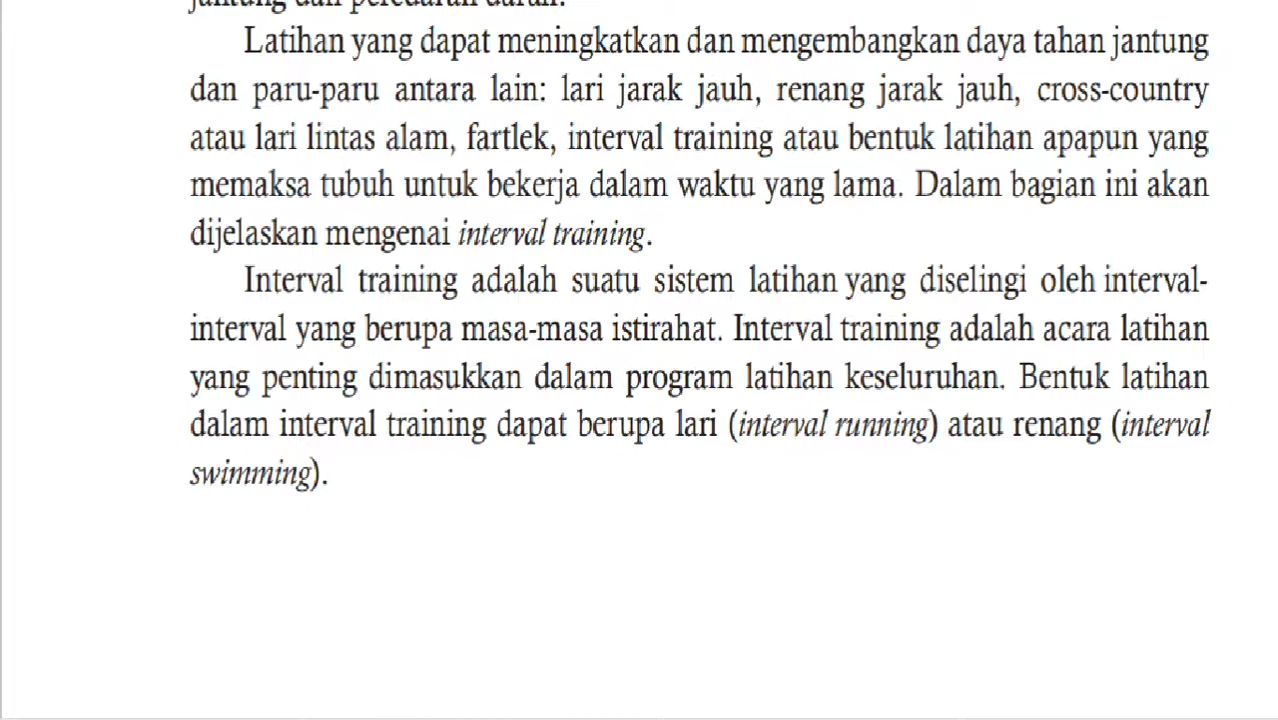 jantung dan peredaran darah.
Latihan yang dapat meningkatkan dan mengembangkan daya tahan jantung
dan paru-paru antara lain: lari jarak jauh, renang jarak jauh, cross-country
atau lari lintas alam, fartlek, interval training atau bentuk latihan apapun yang
memaksa tubuh untuk bekerja dalam waktu yang lama. Dalam bagian ini akan
dijelaskan mengenai interval training.
Interval training adalah suatu sistem latihan yang diselingi oleh interval-
interval yang berupa masa-masa istirahat. Interval training adalah acara latihan
yang penting dimasukkan dalam program latihan keseluruhan. Bentuk latihan
dalam interval training dapat berupa lari (interval running) atau renang (interval
swimming).